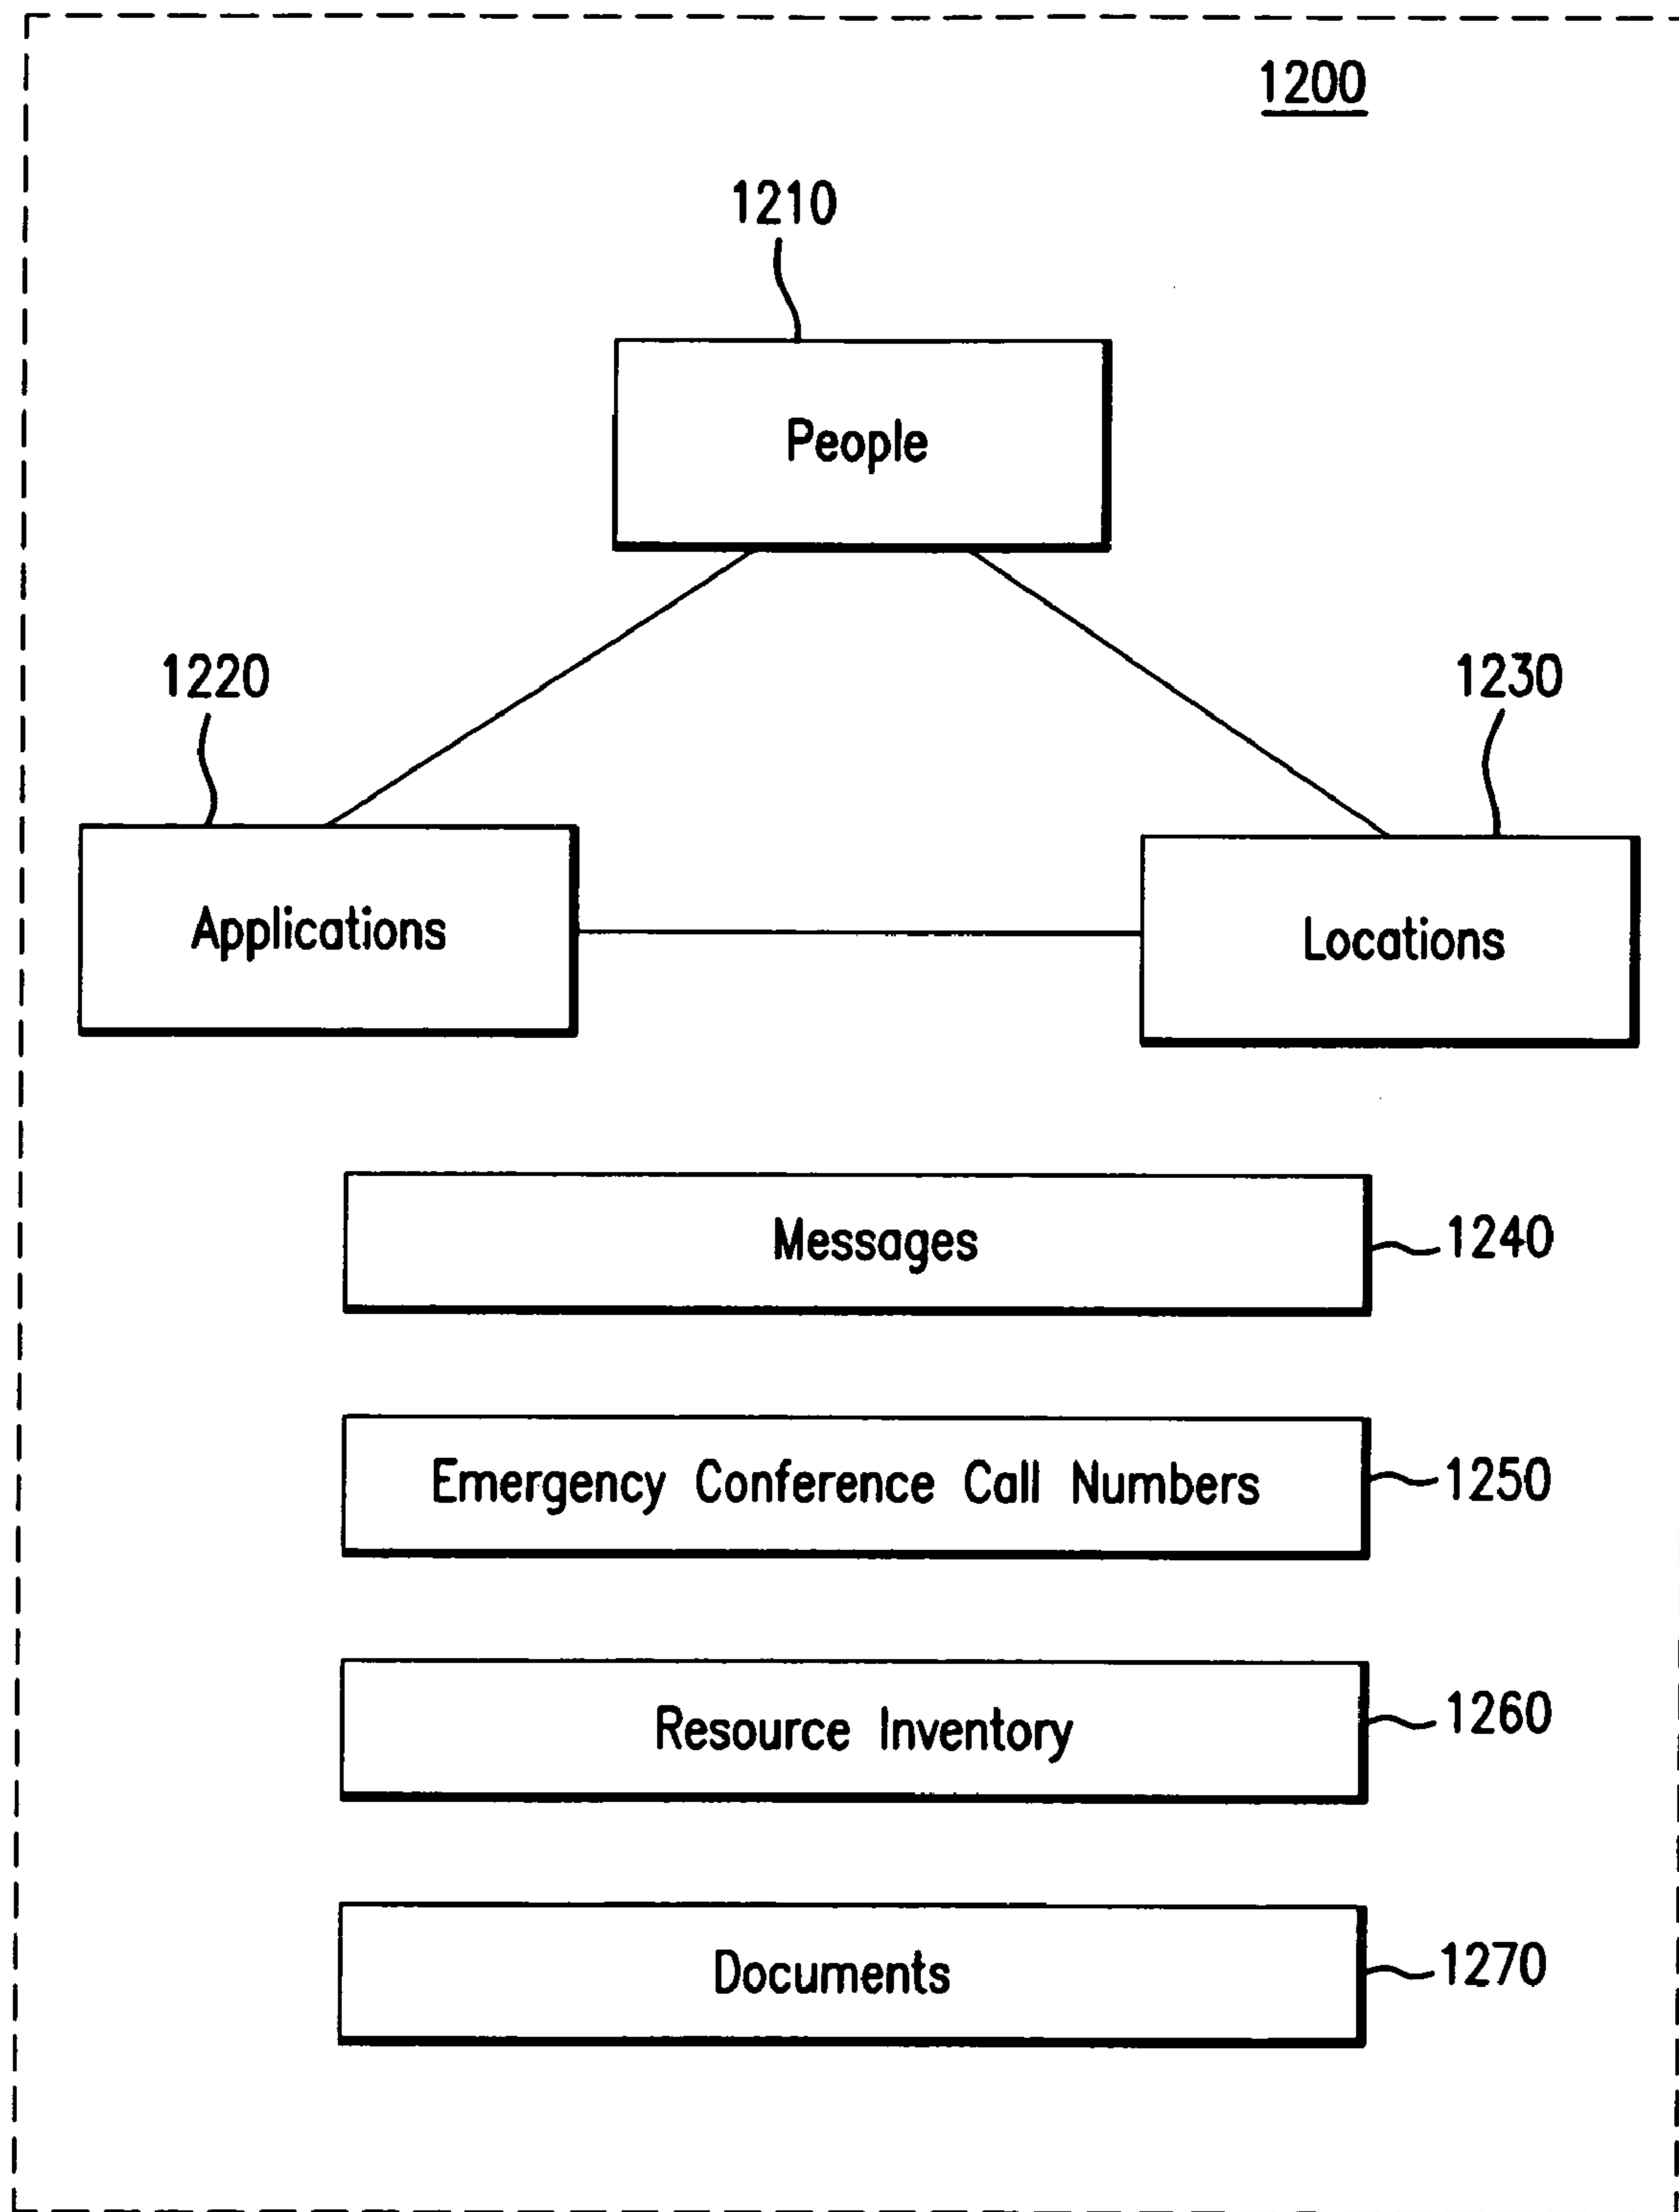 1200
1210
People
1220
1230
Applications
Locations
Messages
1240
Emergency Conference Call Numbers
1250
Resource Inventory
1260
Documents
1270